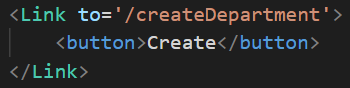 <Link to='/createDepartment'>
    <button>Create</button>
</Link>